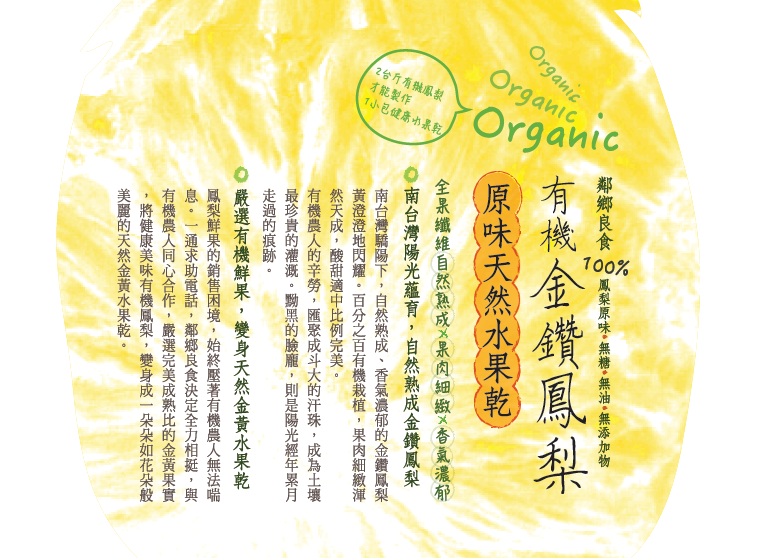 Organic
Organic
Organic
2台斤有機鳳梨
才能製作
1小包健康水果乾
鄰鄉良食
100%鳳梨原味•無糖•無油•無添加物
有機金鑽鳳梨
原味天然水果乾
全果纖維自然熟成×果肉細緻×香氣濃郁
南台灣陽光蘊育，自然熟成金鑽鳳梨
南台灣驕陽下，自然熟成、香氣濃郁的金鑽鳳梨
黃澄澄地閃耀。百分之百有機栽植，果肉細緻渾
然天成，酸甜適中比例完美。
有機農人的辛勞，匯聚成斗大的汗珠，成為土壤
最珍貴的灌溉。黝黑的臉龐，則是陽光經年累月
走過的痕跡。
嚴選有機鮮果，變身天然金黃水果乾
鳳梨鮮果的銷售困境，始終壓著有機農人無法喘
息。一通求助電話，鄰鄉良食決定全力相挺，與
有機農人同心合作，嚴選完美成熟比的金黃果實
，將健康美味有機鳳梨，變身成一朵朵如花朵般
美麗的天然金黃水果乾。